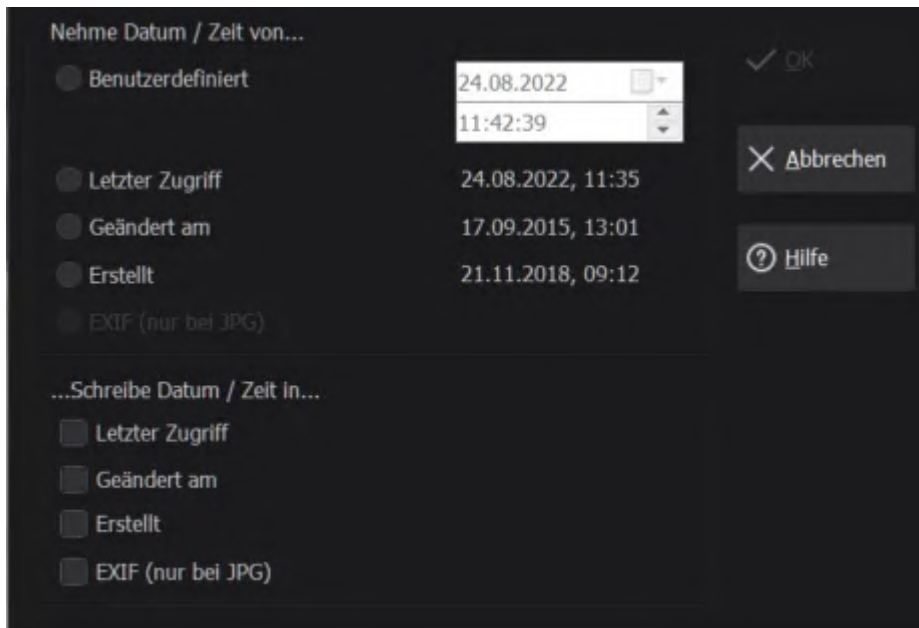 Nehme Datum / Zeit von...
Benutzerdefiniert
24.08.2022
11:42:39
Letzter Zugriff 24.08.2022, 11:35
Geändert am 17.09.2015, 13:01
Erstellt 21.11.2018, 09:12
EXIF (nur bei JPG)
...Schreibe Datum / Zeit in...
Letzter Zugriff
Geändert am
Erstellt
EXIF (nur bei JPG)
OK
Abbrechen
Hilfe